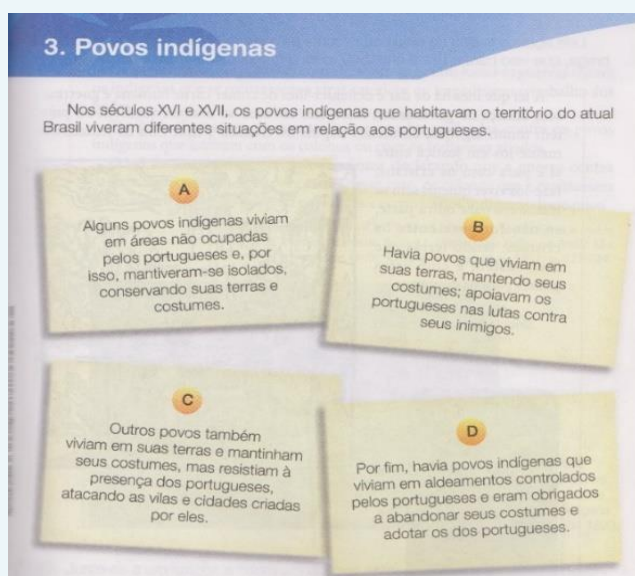 3. Povos indígenas
Nos séculos XVI e XVII, os povos indígenas que habitavam o território do atual
Brasil viveram diferentes situações em relação aos portugueses.
A
Alguns povos indígenas viviam
em áreas não ocupadas
pelos portugueses e, por
isso, mantiveram-se isolados,
conservando suas terras e
costumes.
B
Havia povos que viviam em
suas terras, mantendo seus
costumes; apoiavam os
portugueses nas lutas contra
seus inimigos.
C
Outros povos também
viviam em suas terras e mantinham
seus costumes, mas resistiam à
presença dos portugueses,
atacando as vilas e cidades criadas
por eles.
D
Por fim, havia povos indígenas que
viviam em aldeamentos controlados
pelos portugueses e eram obrigados
a abandonar seus costumes e
adotar os dos portugueses.